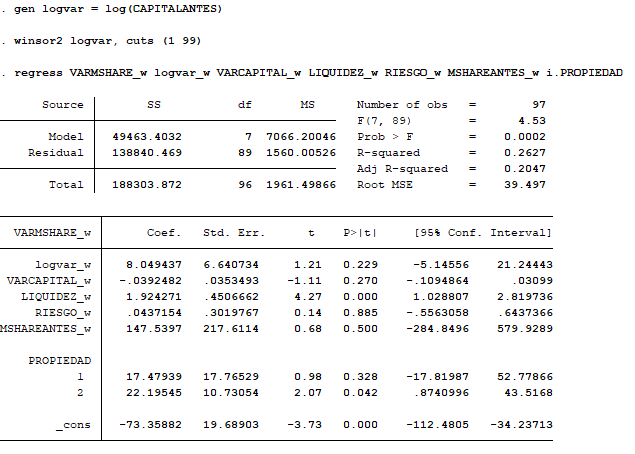 . gen logvar = log(CAPITALANTES)
. winsor2 logvar, cuts (1 99)
. regress VARMSHARE_w logvar_w VARCAPITAL_w LIQUIDEZ_w RIESGO_w MSHAREANTES_w i.PROPIEDAD
Source SS df MS Number of obs = 97
F(7, 89) = 4.53
Model 49463.4032 7 7066.20046 Prob > F = 0.0002
Residual 138840.469 89 1560.00526 R-squared = 0.2627
Adj R-squared = 0.2047
Total 188303.872 96 1961.49866 Root MSE = 39.497
VARMSHARE_w Coef. Std. Err. t P>|t| [95% Conf. Interval]
logvar_w 8.049437 6.640734 1.21 0.229 -5.14556 21.24443
VARCAPITAL_w -.0392482 .0353493 -1.11 0.270 -.1094864 .03099
LIQUIDEZ_w 1.924271 .4506662 4.27 0.000 1.028807 2.819736
RIESGO_w .0437154 .3019767 0.14 0.885 -.5563058 .6437366
MSHAREANTES_w 147.5397 217.6114 0.68 0.500 -284.8496 579.9289
PROPIEDAD
1 17.47939 17.76529 0.98 0.328 -17.81987 52.77866
2 22.19545 10.73054 2.07 0.042 .8740996 43.5168
_cons -73.35882 19.68903 -3.73 0.000 -112.4805 -34.23713